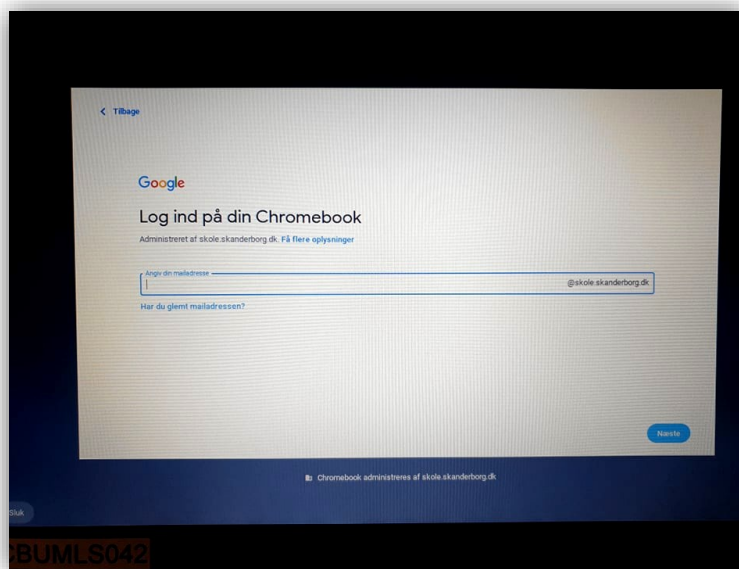 Tilbage
Google
Log ind på din Chromebook
Administreret af skole.skanderborg.dk. Få flere oplysninger
Angiv din mailadresse
@skole.skanderborg.dk
Har du glemt mailadressen?
Næste
Chromebook administreres af skole.skanderborg.dk
Sluk
CBUMLS042